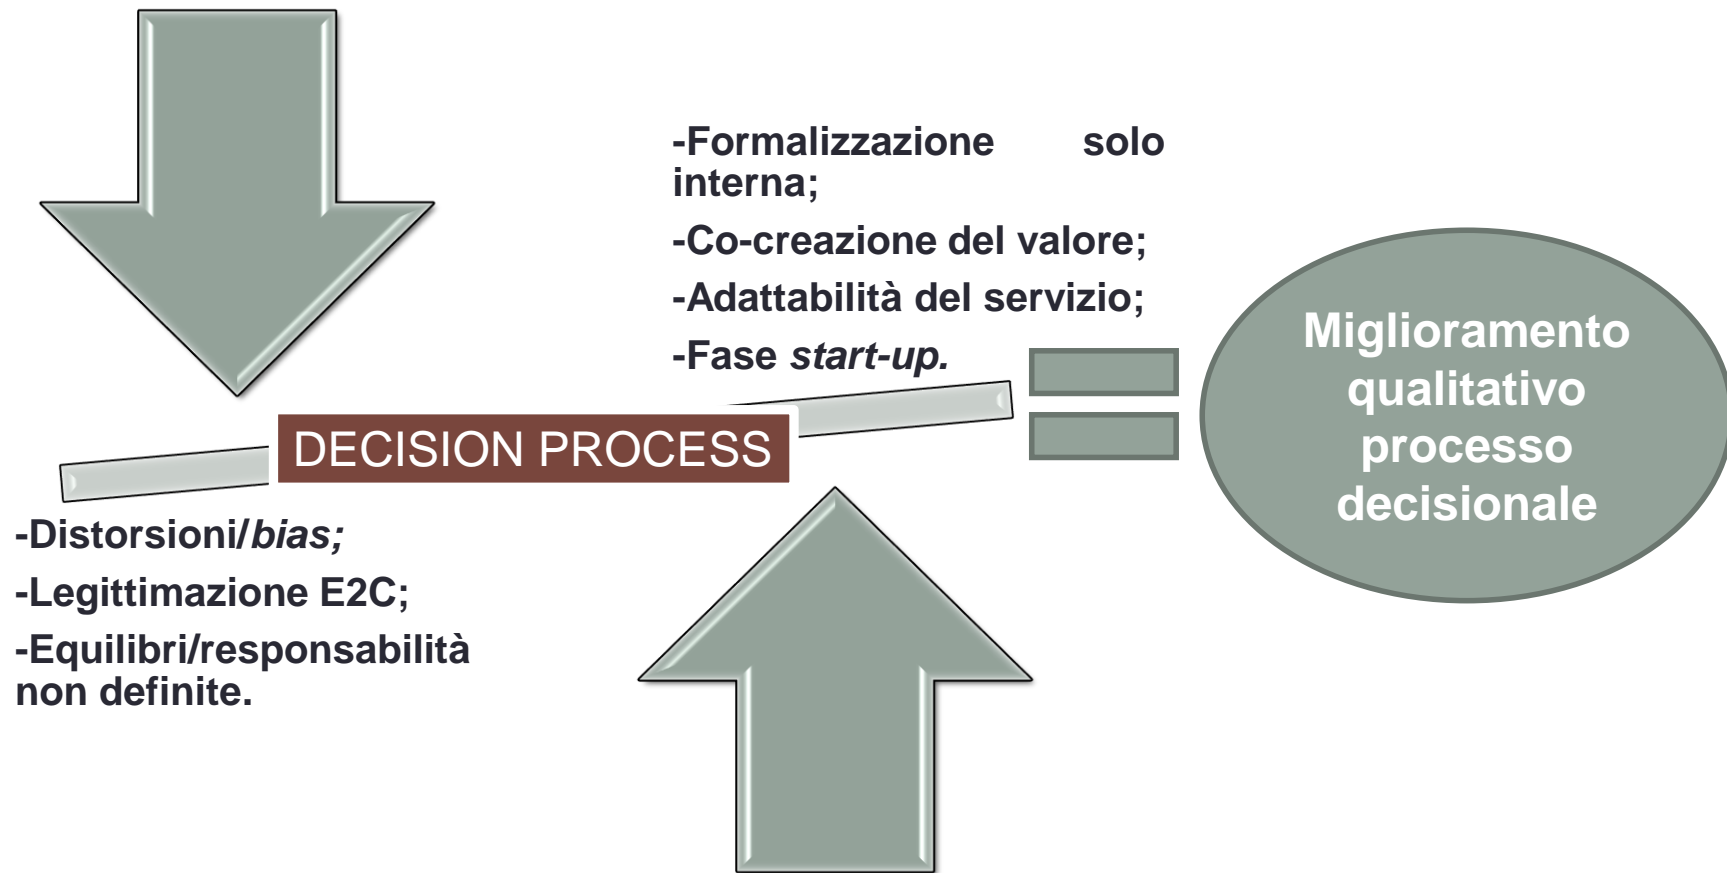 -Formalizzazione solo
interna;
-Co-creazione del valore;
-Adattabilità del servizio;
-Fase start-up.
DECISION PROCESS
-Distorsioni/bias;
-Legittimazione E2C;
-Equilibri/responsabilità
non definite.
Miglioramento
qualitativo
processo
decisionale